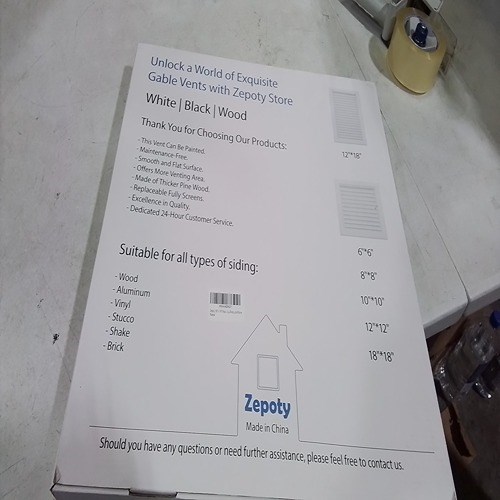 Unlock a World of Exquisite
Gable Vents with Zepoty Store
White | Black | Wood
Thank You for Choosing Our Products:
- This Vent Can Be Painted.
- Maintenance-Free.
- Smooth and Flat Surface.
- Offers More Venting Area.
- Made of Thicker Pine Wood.
- Replaceable Fully Screens.
- Excellence in Quality.
- Dedicated 24-Hour Customer Service.
12"*18"
6"*6"
8"*8"
10"*10"
12"*12"
18"*18"
Suitable for all types of siding:
- Wood
- Aluminum
- Vinyl
- Stucco
- Shake
- Brick
Zepoty
Made in China
Should you have any questions or need further assistance, please feel free to contact us.